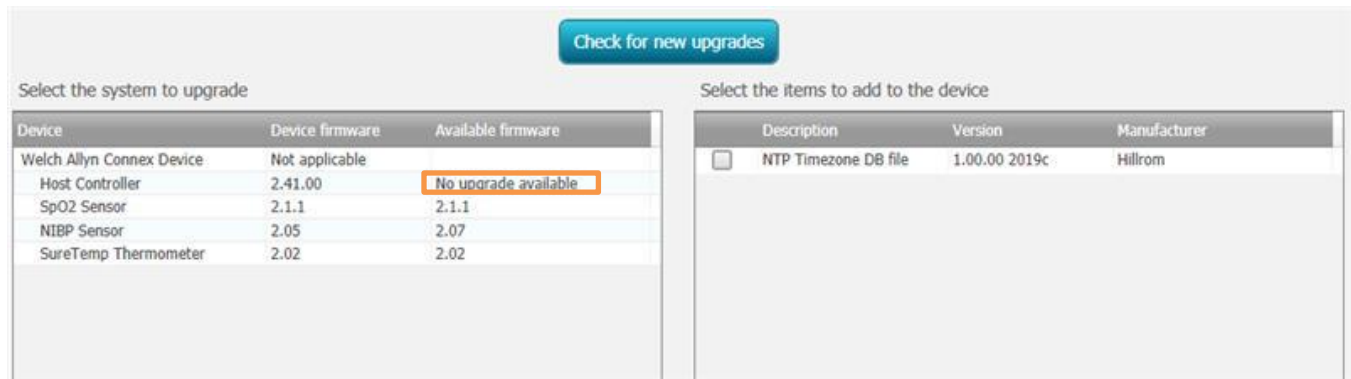 Check for new upgrades
Select the system to upgrade
Device Device firmware Available firmware
Welch Allyn Connex Device Not applicable
Host Controller 2.41.00 No upgrade available
SpO2 Sensor 2.1.1 2.1.1
NIBP Sensor 2.05 2.07
SureTemp Thermometer 2.02 2.02
Select the items to add to the device
Description Version Manufacturer
NTP Timezone DB file 1.00.00 2019c Hillrom